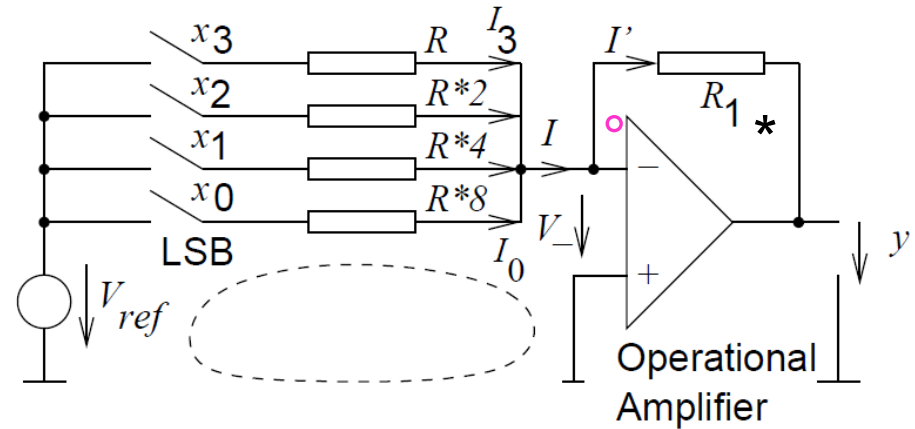 x3 R I3
x2 R*2
x1 R*4
x0 R*8
LSB I0
Vref
I
I’
R1 *
V–
−
+
y
Operational
Amplifier